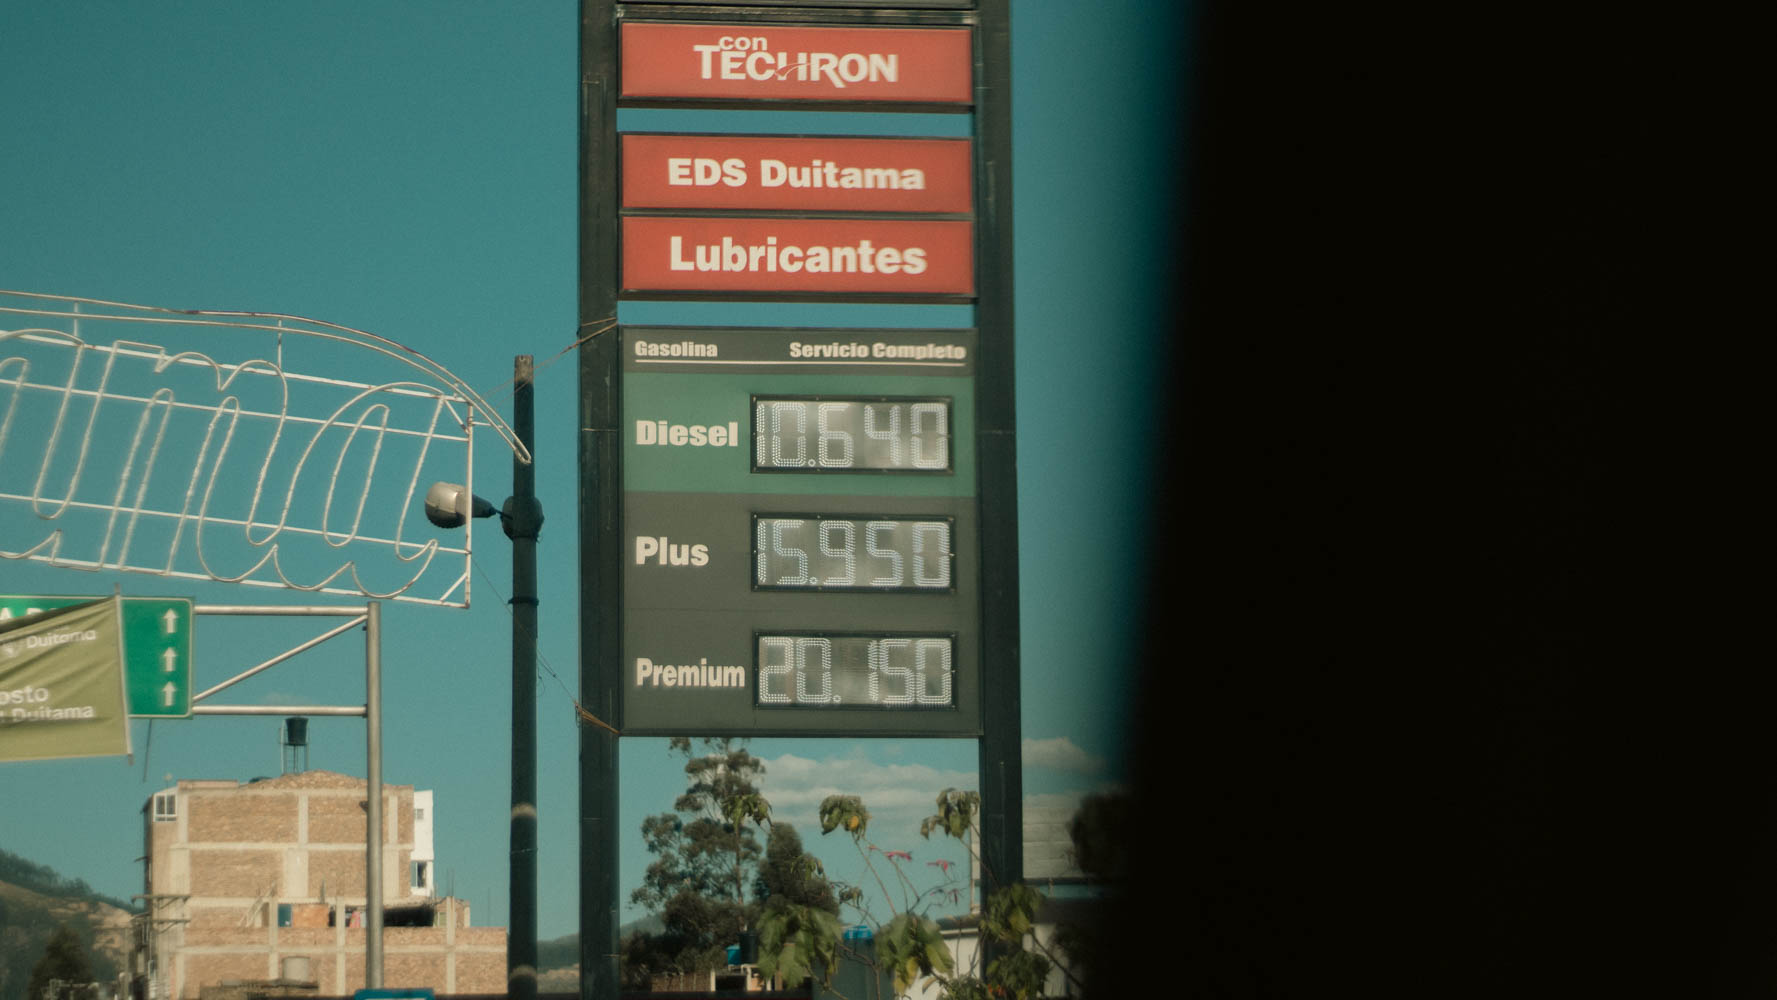 con
TECHRON
EDS Duitama
Lubricantes
Gasolina Servicio Completo
Diesel 10.640
Plus 15.950
Premium 20.150
Duitama
osto
Duitama